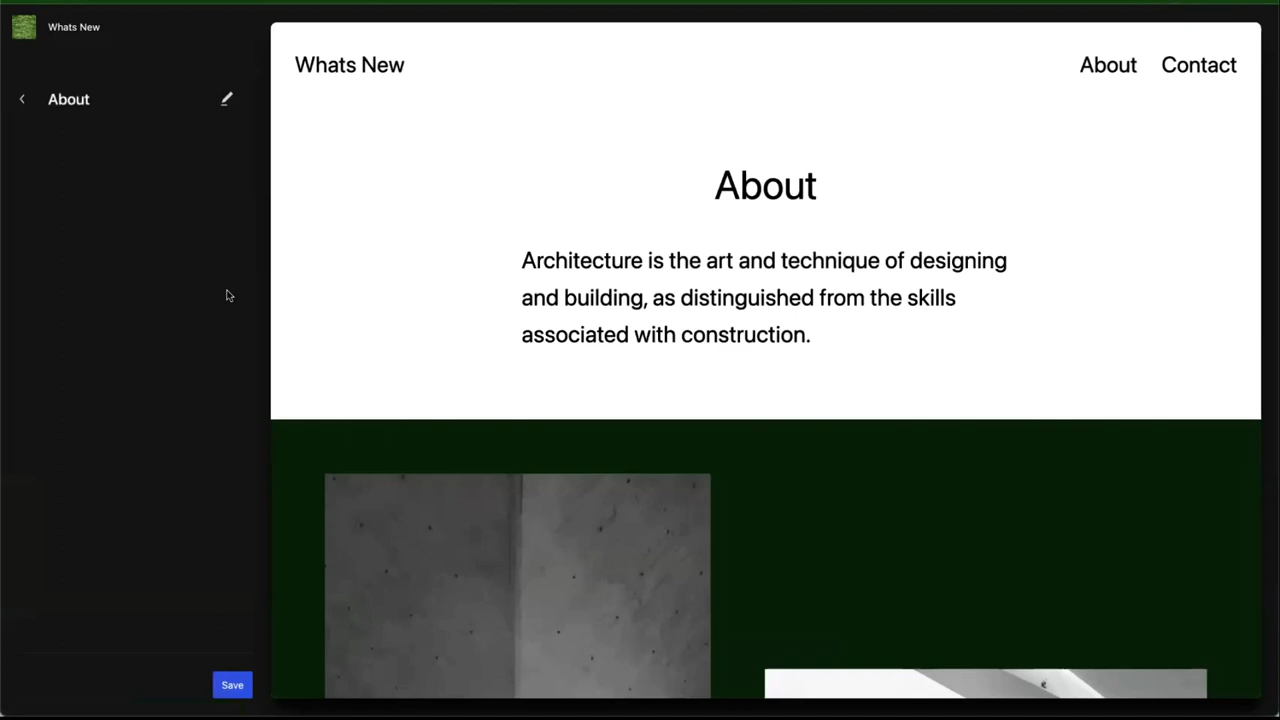 Whats New
About
Save
Whats New
About Contact
About
Architecture is the art and technique of designing
and building, as distinguished from the skills
associated with construction.